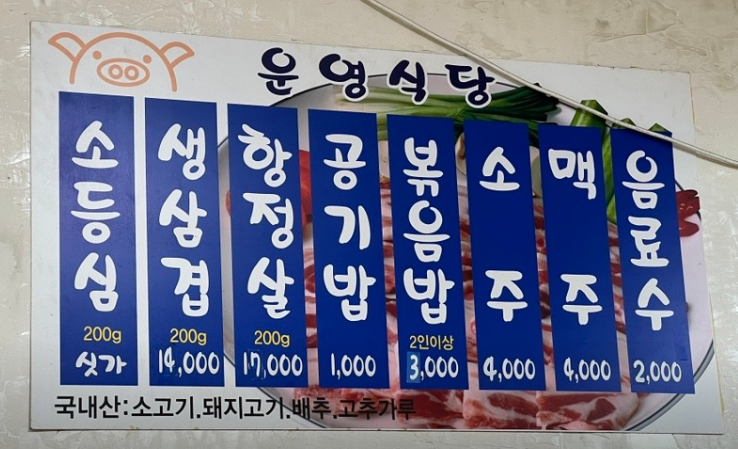 운영식당
소등심
200g
싯가
생삼겹
200g
14,000
항정살
200g
17,000
공기밥
1,000
볶음밥
2인이상
3,000
소주
4,000
맥주
4,000
음료수
2,000
국내산:소고기.돼지고기.배추.고추가루